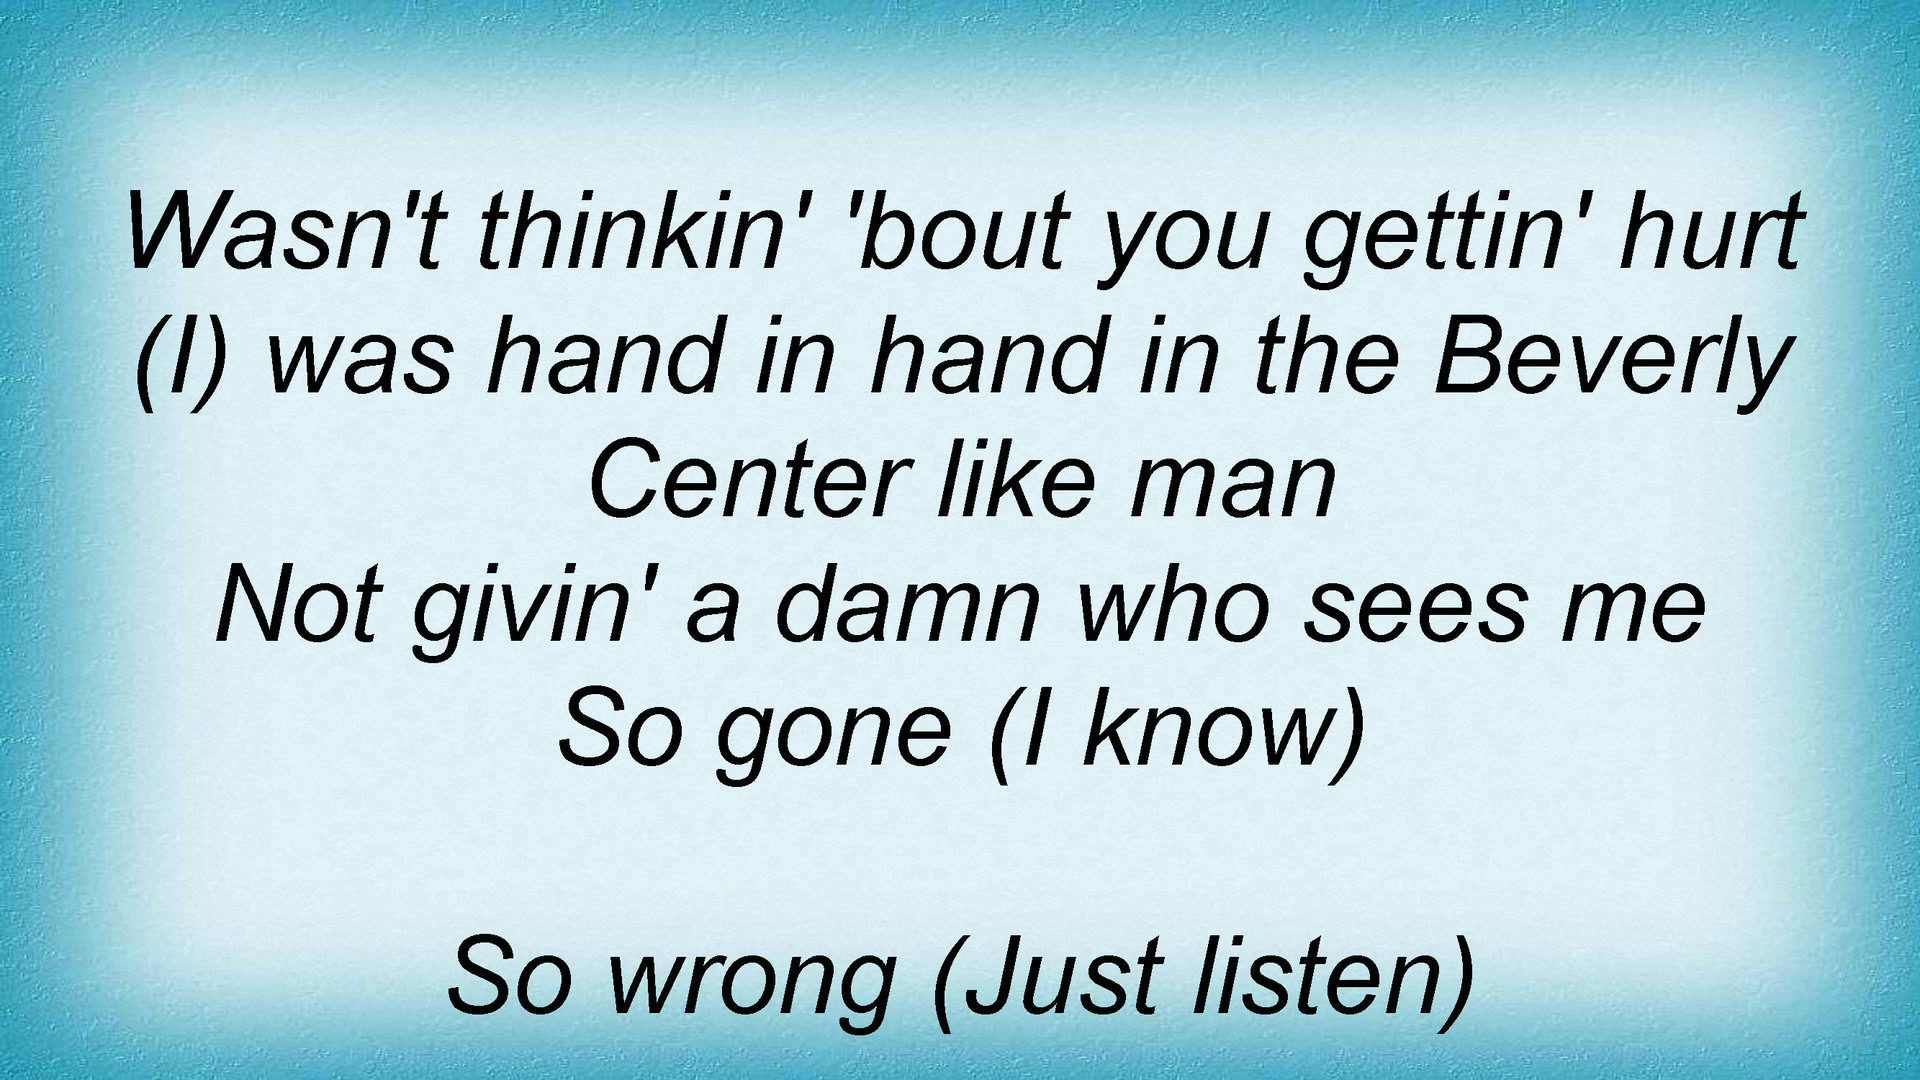 Wasn't thinkin' 'bout you gettin' hurt
(I) was hand in hand in the Beverly
Center like man
Not givin' a damn who sees me
So gone (I know)
So wrong (Just listen)